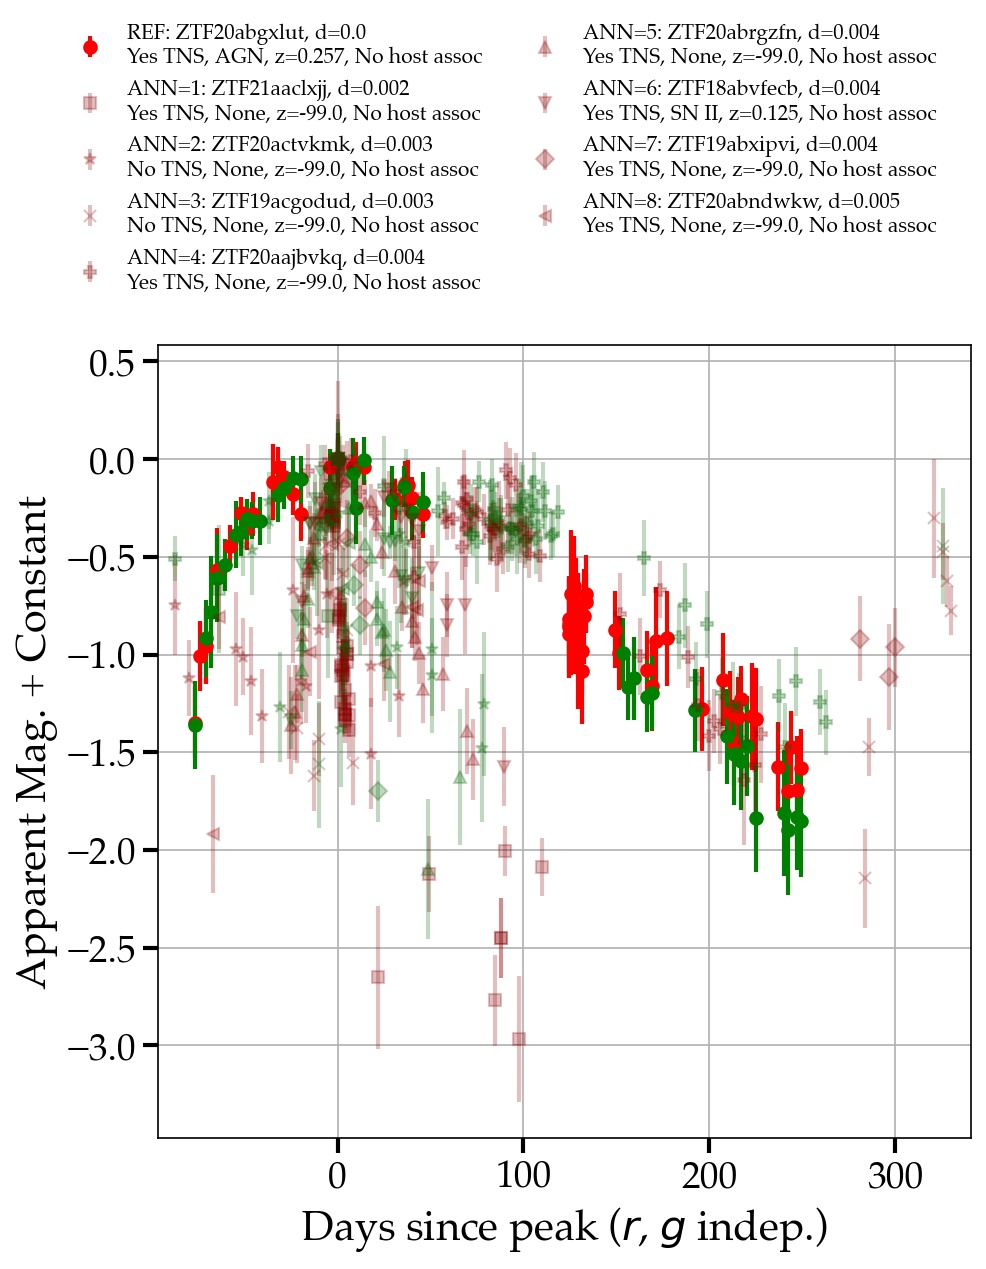 REF: ZTF20abgxlut, d=0.0
Yes TNS, AGN, z=0.257, No host assoc
ANN=1: ZTF21aaclxjj, d=0.002
Yes TNS, None, z=-99.0, No host assoc
ANN=2: ZTF20actvkmk, d=0.003
No TNS, None, z=-99.0, No host assoc
ANN=3: ZTF19acgodud, d=0.003
No TNS, None, z=-99.0, No host assoc
ANN=4: ZTF20aajbvkq, d=0.004
Yes TNS, None, z=-99.0, No host assoc
ANN=5: ZTF20abrgzfn, d=0.004
Yes TNS, None, z=-99.0, No host assoc
ANN=6: ZTF18abvfecb, d=0.004
Yes TNS, SN II, z=0.125, No host assoc
ANN=7: ZTF19abxipvi, d=0.004
Yes TNS, None, z=-99.0, No host assoc
ANN=8: ZTF20abndwkw, d=0.005
Yes TNS, None, z=-99.0, No host assoc
Apparent Mag. + Constant
0.5
0.0
−0.5
−1.0
−1.5
−2.0
−2.5
−3.0
0 100 200 300
Days since peak (r, g indep.)